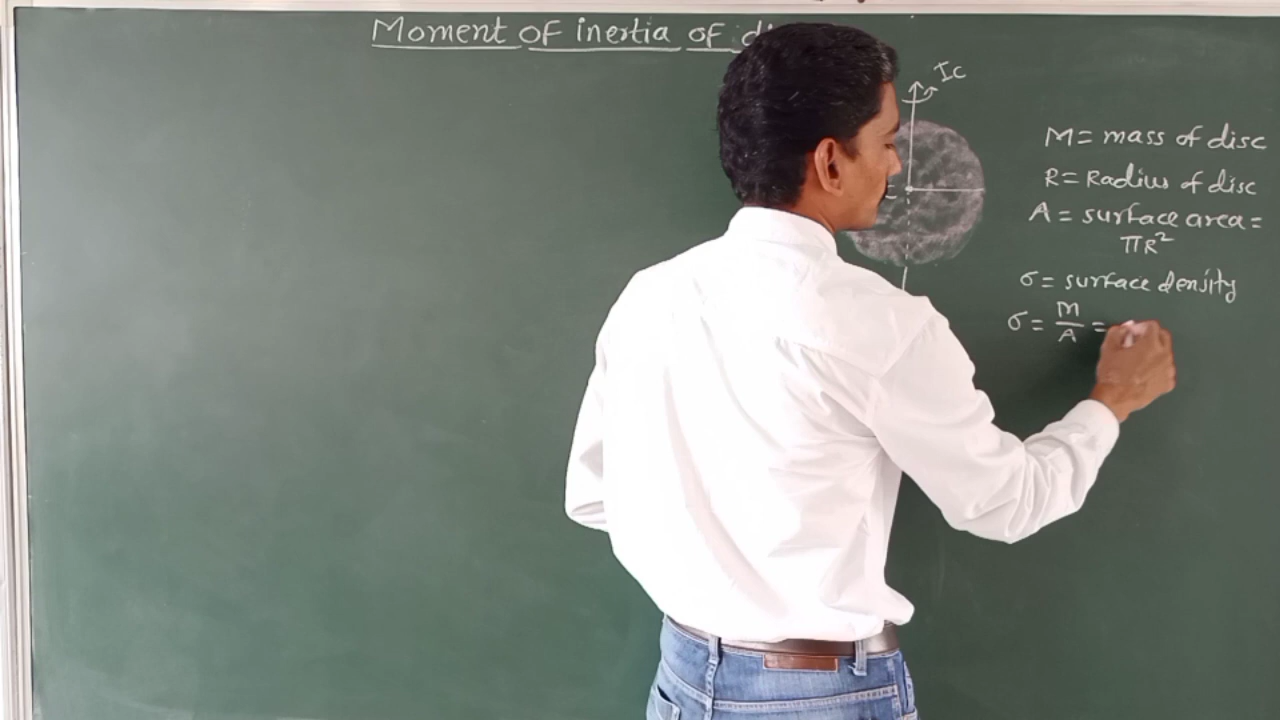 Moment of inertia of
Ic
M = mass of disc
R = Radius of disc
A = surface area =
πR²
σ = surface density
σ = M/A =